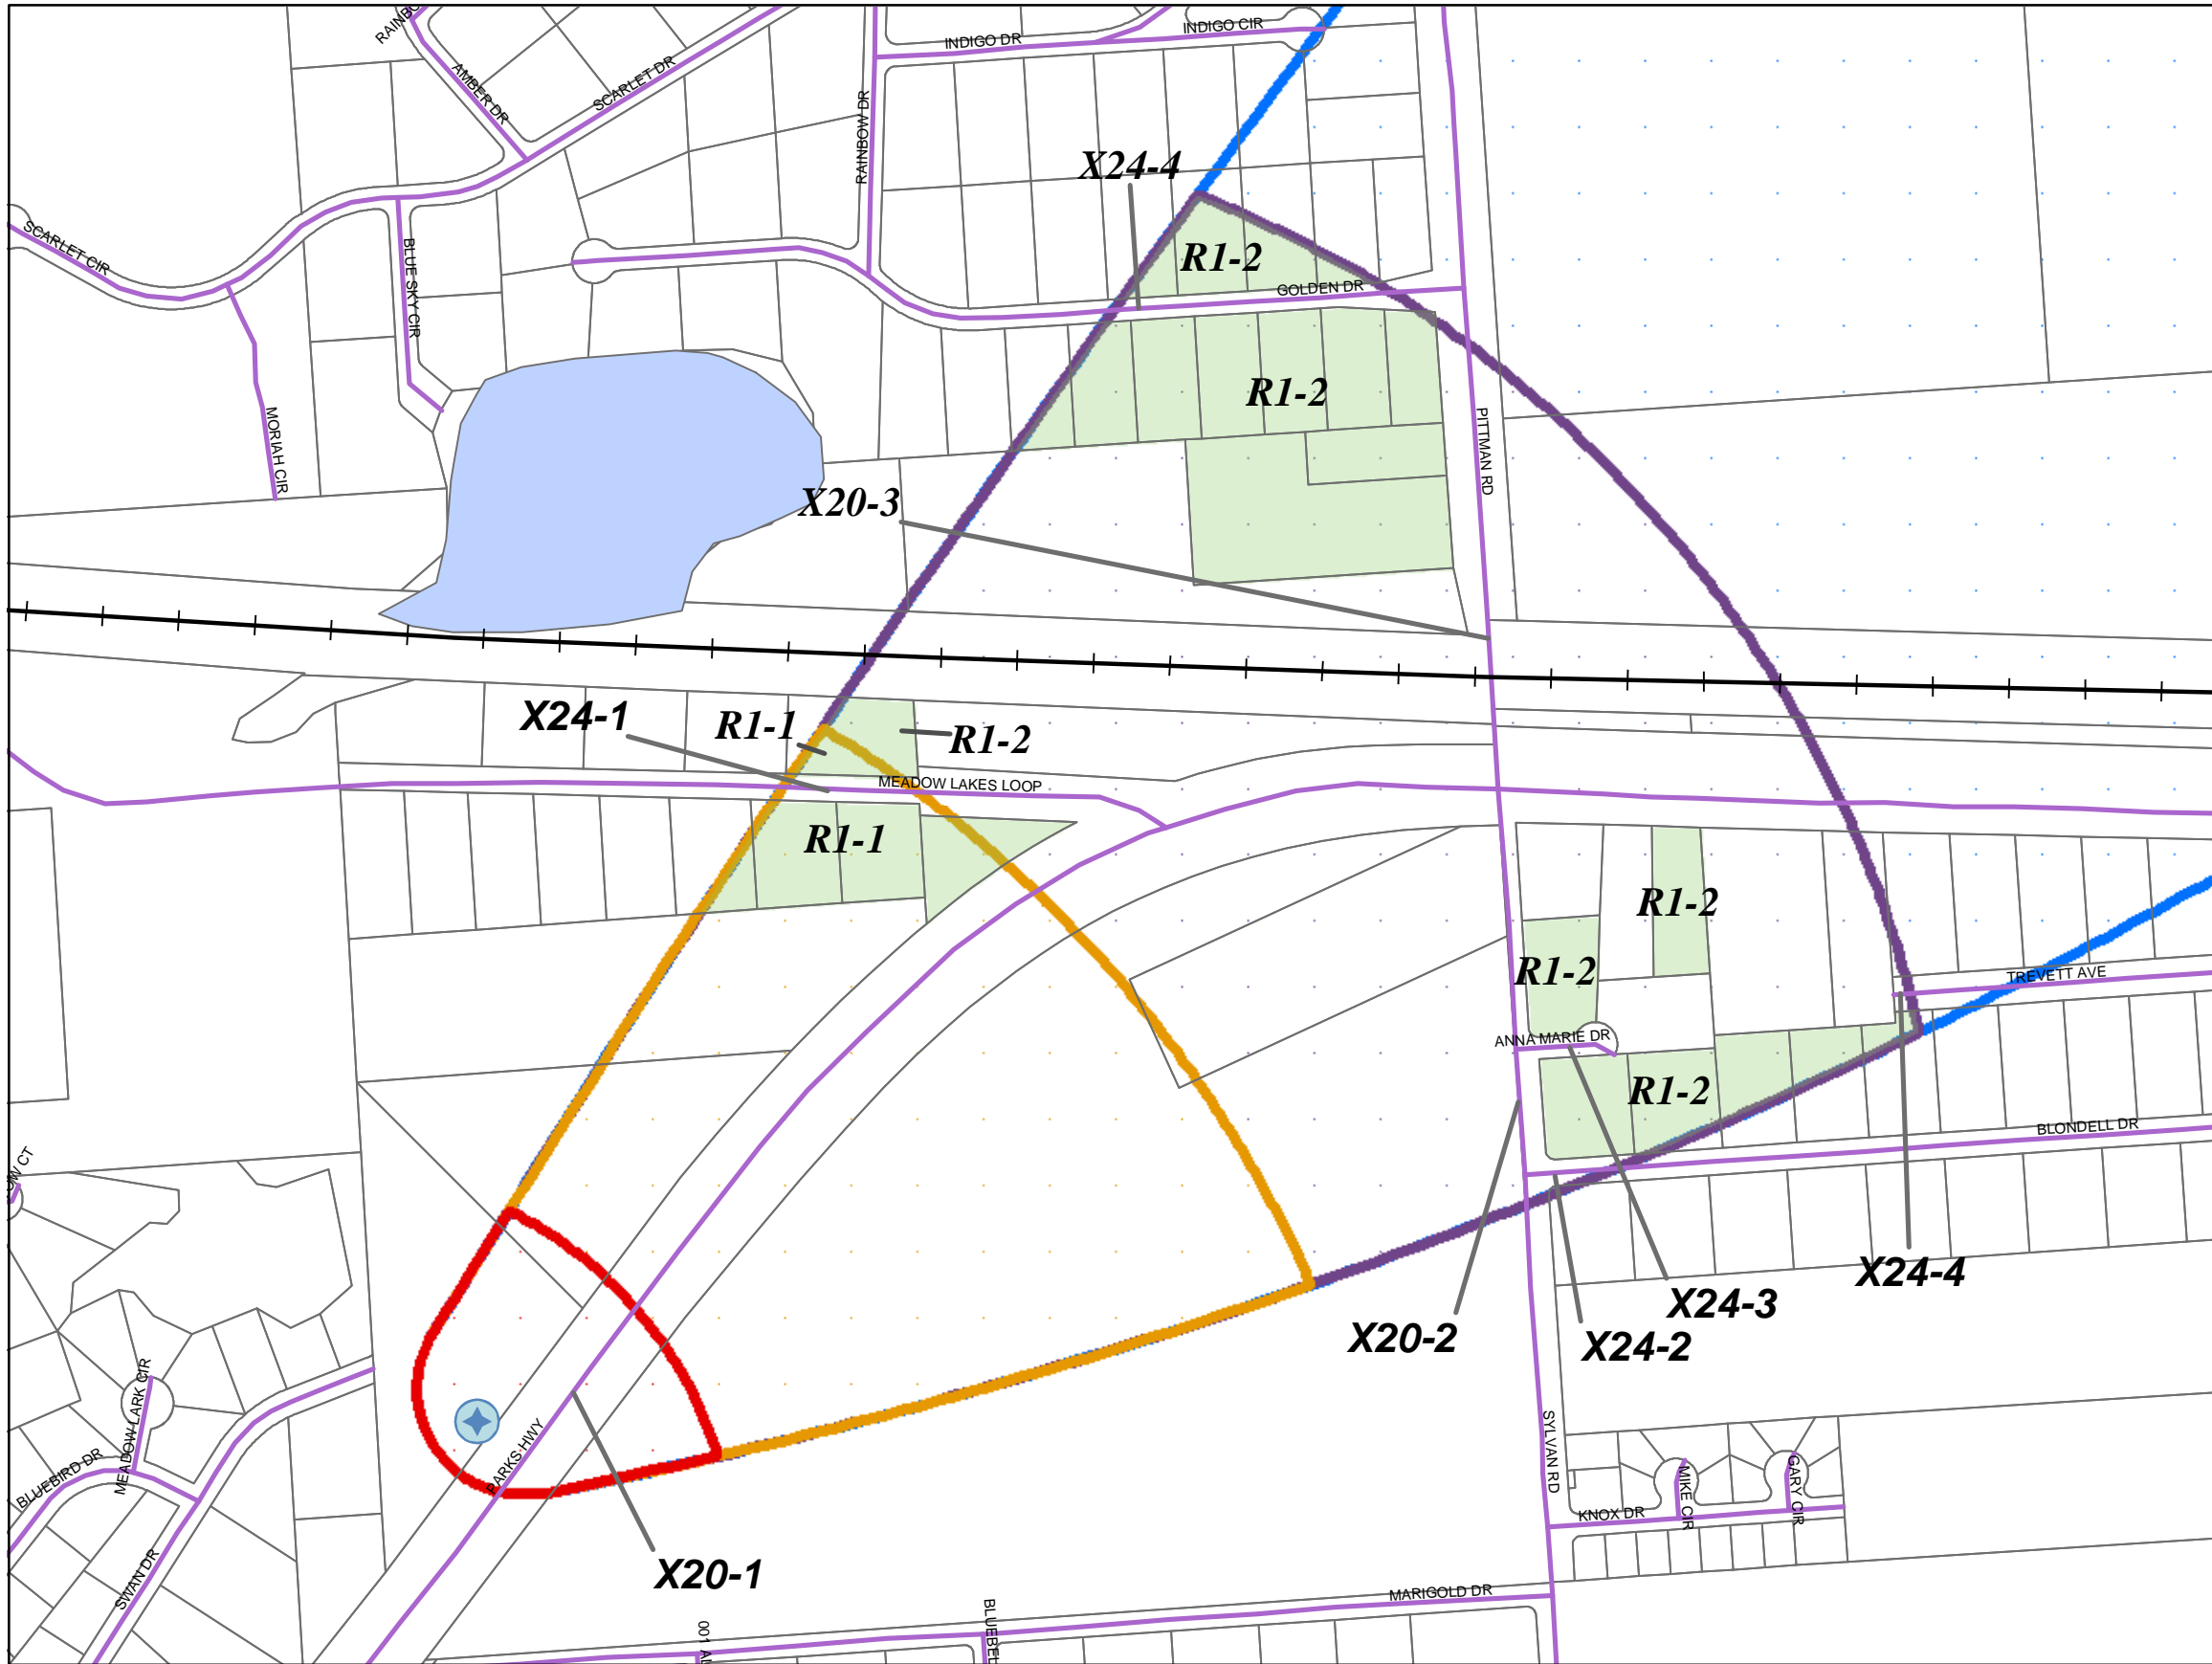 INDIGO DR
INDIGO CIR
AMBER DR
SCARLET DR
RAINBOW DR
X24-4
SCARLET CIR
BLUE SKY CIR
R1-2
GOLDEN DR
R1-2
MORIAH CIR
PITTMAN RD
X20-3
X24-1
R1-1
R1-2
MEADOW LAKES LOOP
R1-1
R1-2
R1-2
TREVETT AVE
ANNA MARIE DR
R1-2
BLONDELL DR
X24-4
X24-3
X20-2
X24-2
MEADOW LARK CIR
PARKS HWY
SYLVAN RD
BLUEBIRD DR
MIKE CIR
GARY CIR
KNOX DR
SWAN DR
X20-1
MARIGOLD DR